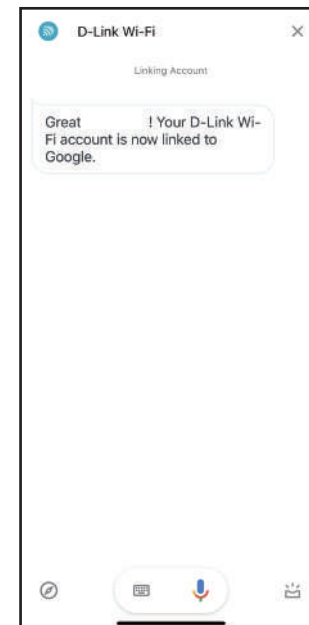 D-Link Wi-Fi
Linking Account
Great ! Your D-Link Wi-
Fi account is now linked to
Google.